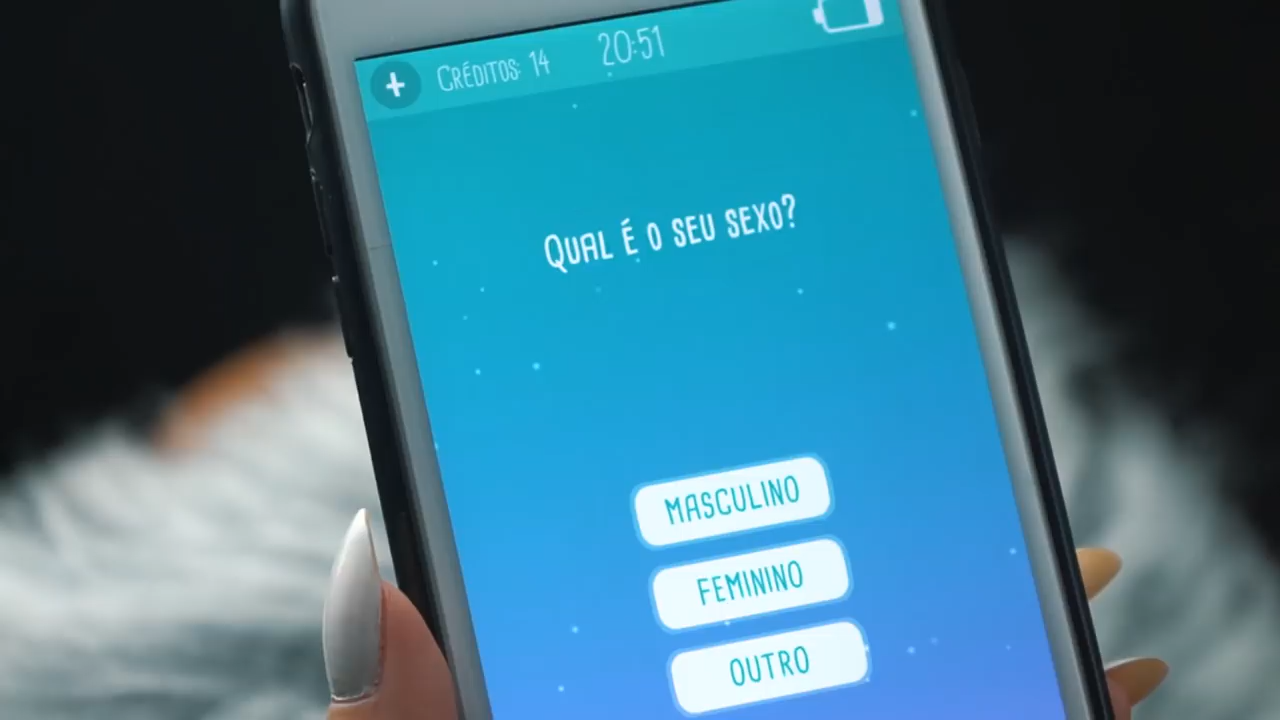 + CRÉDITOS: 14 20:51
QUAL É O SEU SEXO?
MASCULINO
FEMININO
OUTRO